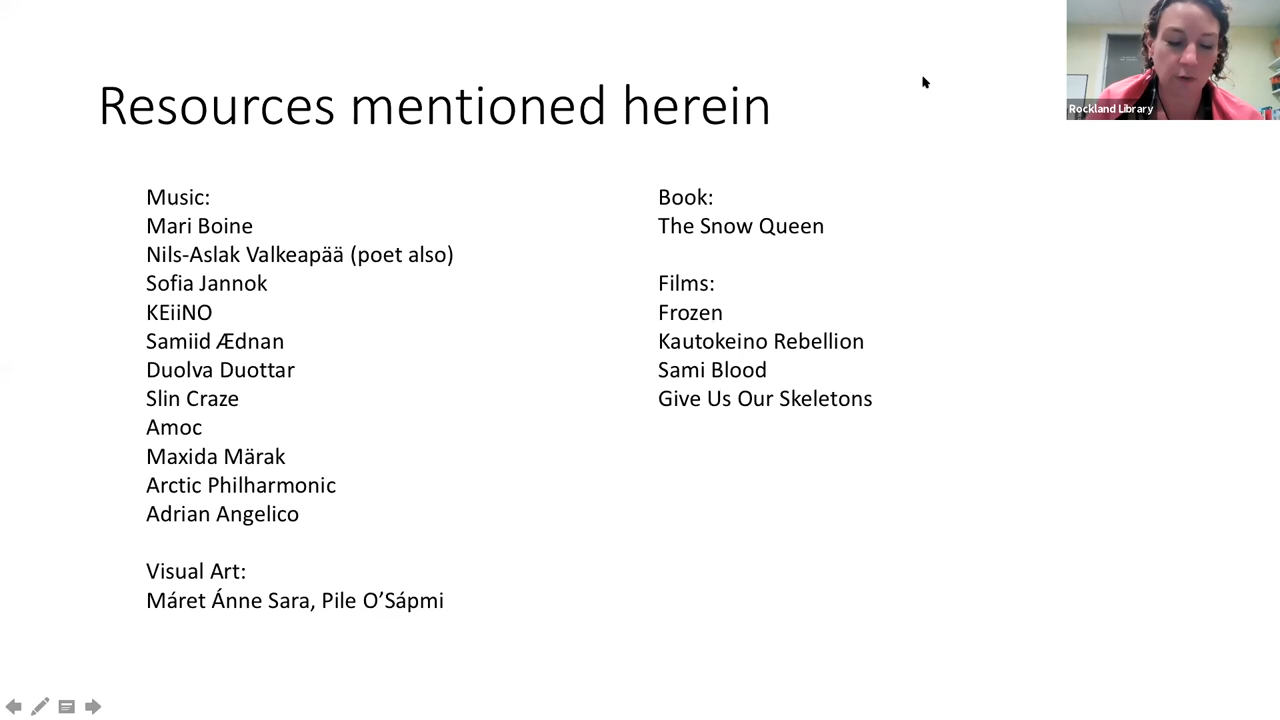 Resources mentioned herein
Rockland Library
Music:
Mari Boine
Nils-Aslak Valkeapää (poet also)
Sofia Jannok
KEiiNO
Samiid Ædnan
Duolva Duottar
Slin Craze
Amoc
Maxida Märak
Arctic Philharmonic
Adrian Angelico
Visual Art:
Máret Ánne Sara, Pile O’Sápmi
Book:
The Snow Queen
Films:
Frozen
Kautokeino Rebellion
Sami Blood
Give Us Our Skeletons